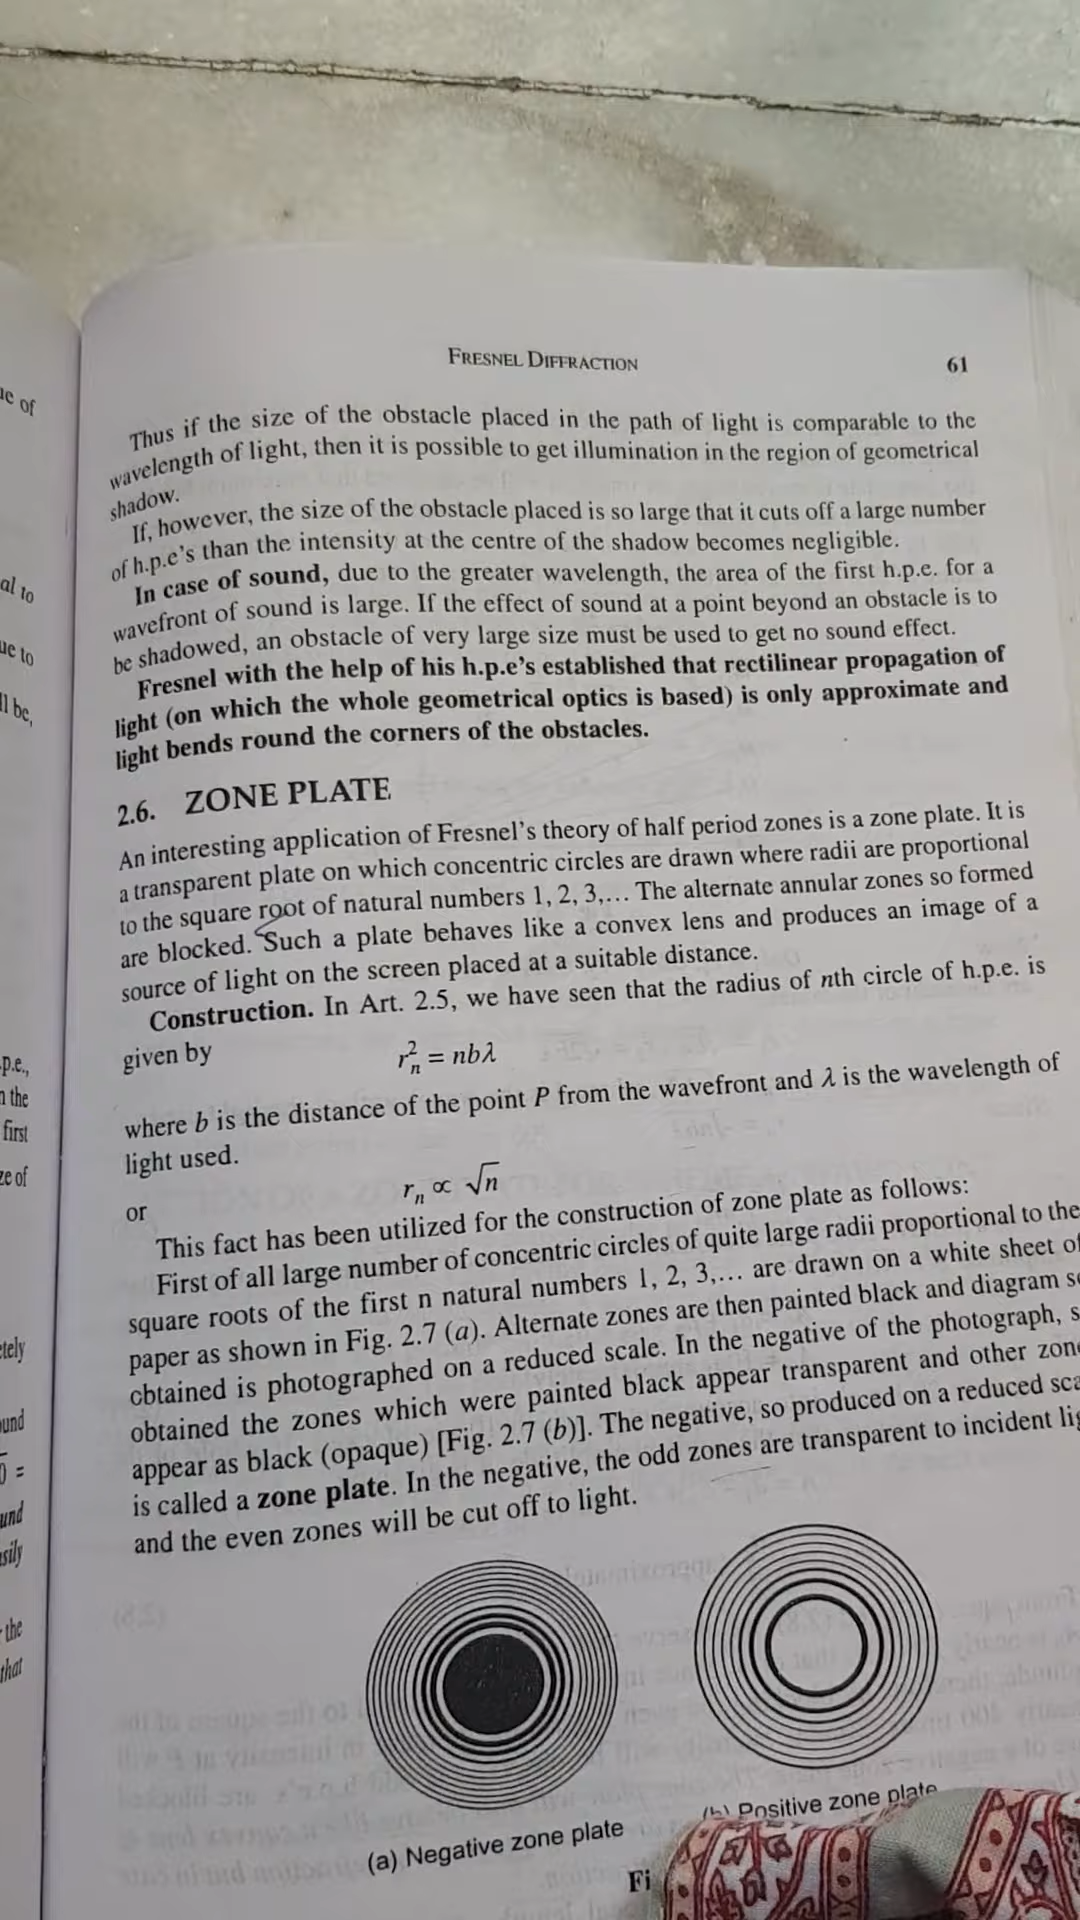 FRESNEL DIFFRACTION
61
Thus if the size of the obstacle placed in the path of light is comparable to the
wavelength of light, then it is possible to get illumination in the region of geometrical
shadow.
If, however, the size of the obstacle placed is so large that it cuts off a large number
of h.p.e's than the intensity at the centre of the shadow becomes negligible.
In case of sound, due to the greater wavelength, the area of the first h.p.e. for a
wavefront of sound is large. If the effect of sound at a point beyond an obstacle is to
be shadowed, an obstacle of very large size must be used to get no sound effect.
Fresnel with the help of his h.p.e's established that rectilinear propagation of
light (on which the whole geometrical optics is based) is only approximate and
light bends round the corners of the obstacles.
2.6. ZONE PLATE
An interesting application of Fresnel's theory of half period zones is a zone plate. It is
a transparent plate on which concentric circles are drawn where radii are proportional
to the square root of natural numbers 1, 2, 3,... The alternate annular zones so formed
are blocked. Such a plate behaves like a convex lens and produces an image of a
source of light on the screen placed at a suitable distance.
Construction. In Art. 2.5, we have seen that the radius of nth circle of h.p.e. is
given by
r_n^2 = nbλ
where b is the distance of the point P from the wavefront and λ is the wavelength of
light used.
or
r_n ∝ √n
This fact has been utilized for the construction of zone plate as follows:
First of all large number of concentric circles of quite large radii proportional to the
square roots of the first n natural numbers 1, 2, 3,... are drawn on a white sheet of
paper as shown in Fig. 2.7 (a). Alternate zones are then painted black and diagram
obtained is photographed on a reduced scale. In the negative of the photograph,
obtained the zones which were painted black appear transparent and other
appear as black (opaque) [Fig. 2.7 (b)]. The negative, so produced on a reduced
is called a zone plate. In the negative, the odd zones are transparent to incident
and the even zones will be cut off to light.
(a) Negative zone plate
(b) Positive zone plate
of
al to
ue to
ll be,
p.e.,
the
first
of
und
the
that